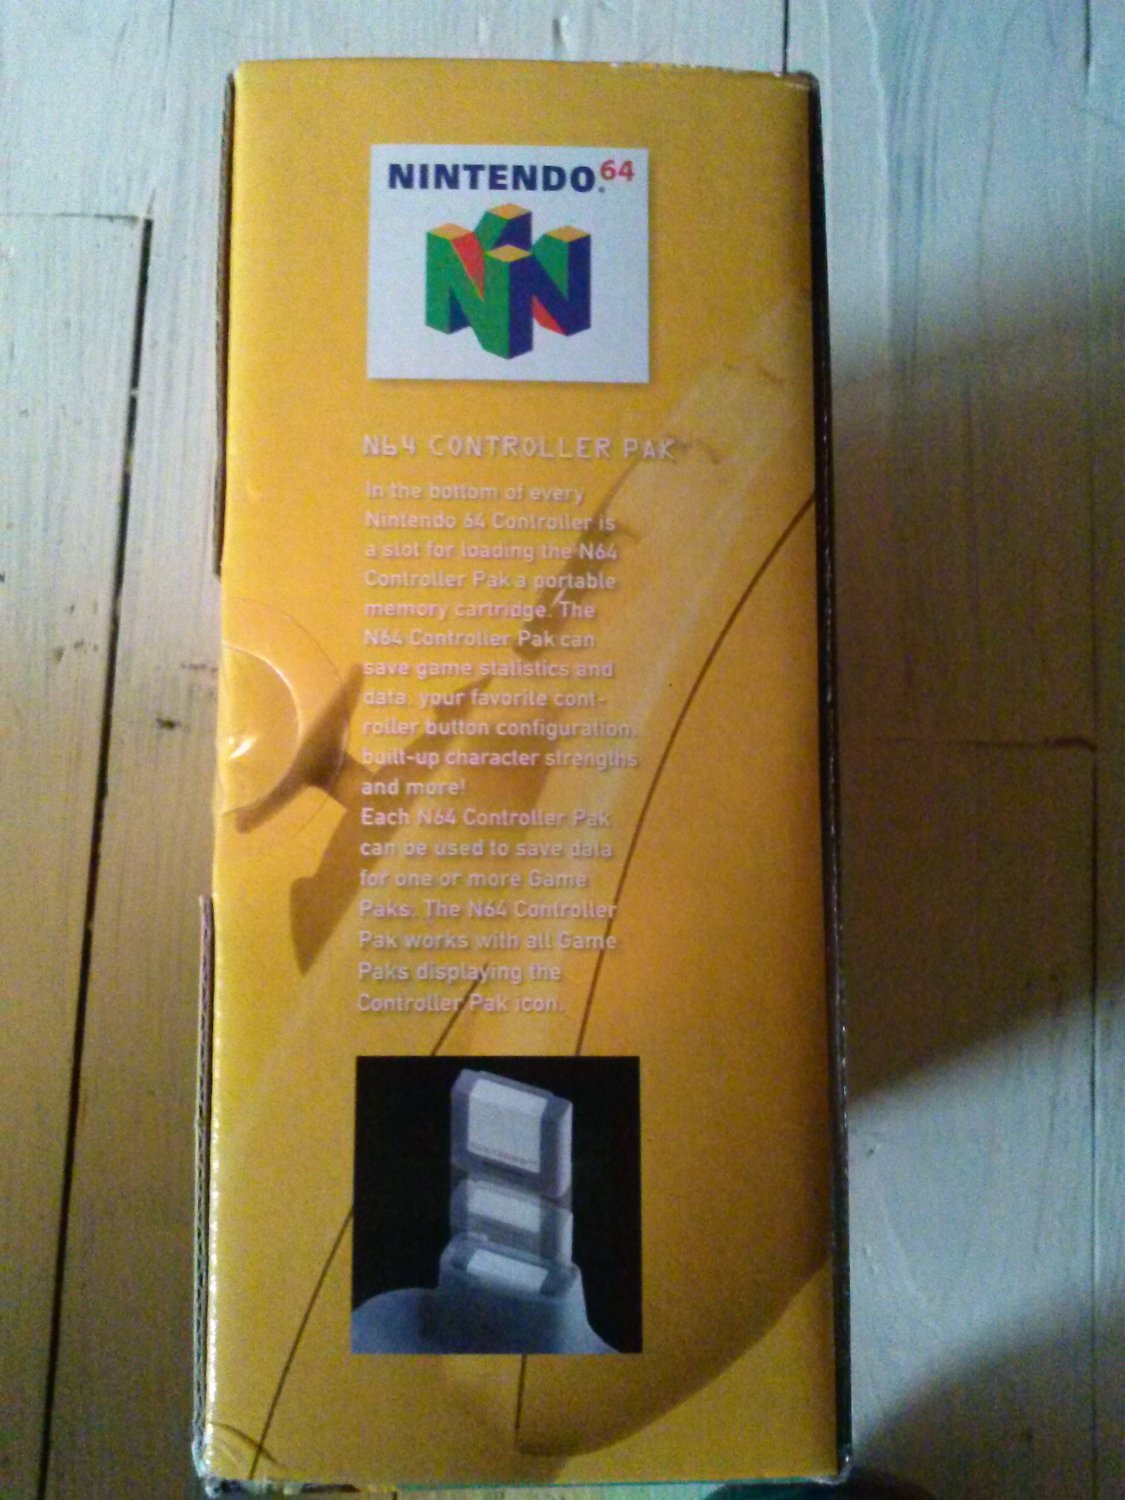 NINTENDO®64
N64 CONTROLLER PAK
In the bottom of every
Nintendo 64 Controller is
a slot for loading the N64
Controller Pak a portable
memory cartridge. The
N64 Controller Pak can
save game statistics and
data, your favorite cont-
roller button configuration,
built-up character strengths
and more!
Each N64 Controller Pak
can be used to save data
for one or more Game
Paks. The N64 Controller
Pak works with all Game
Paks displaying the
Controller Pak icon.